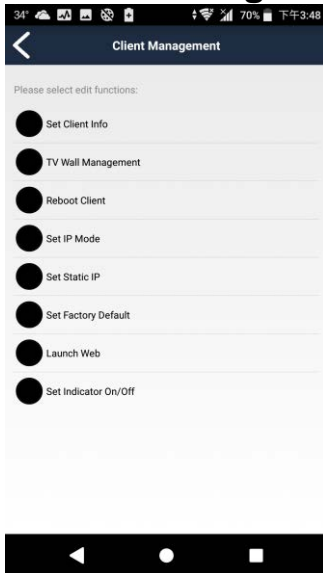 34° 70% 下午3:48
Client Management
Please select edit functions:
Set Client Info
TV Wall Management
Reboot Client
Set IP Mode
Set Static IP
Set Factory Default
Launch Web
Set Indicator On/Off